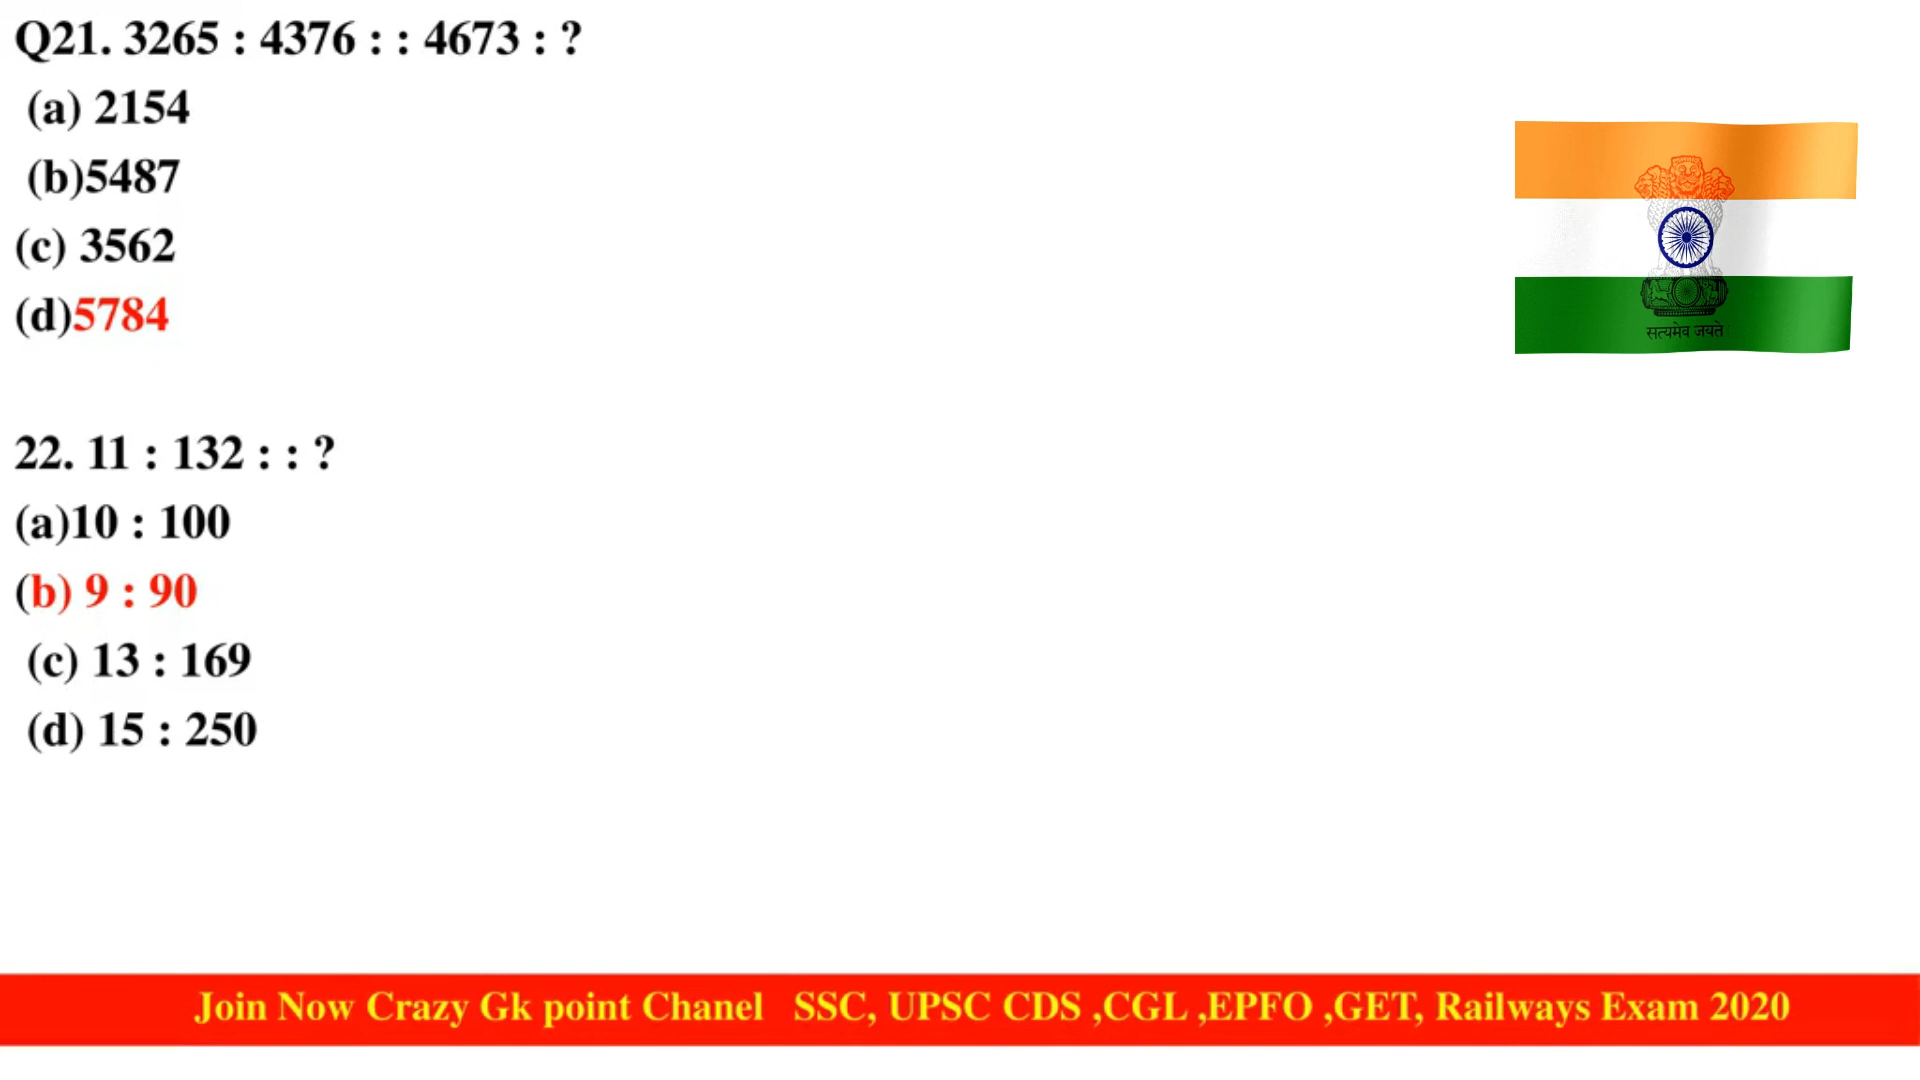 Q21. 3265 : 4376 : : 4673 : ?
(a) 2154
(b)5487
(c) 3562
(d)5784
सत्यमेव जयते
22. 11 : 132 : : ?
(a)10 : 100
(b) 9 : 90
(c) 13 : 169
(d) 15 : 250
Join Now Crazy Gk point Chanel SSC, UPSC CDS ,CGL ,EPFO ,GET, Railways Exam 2020